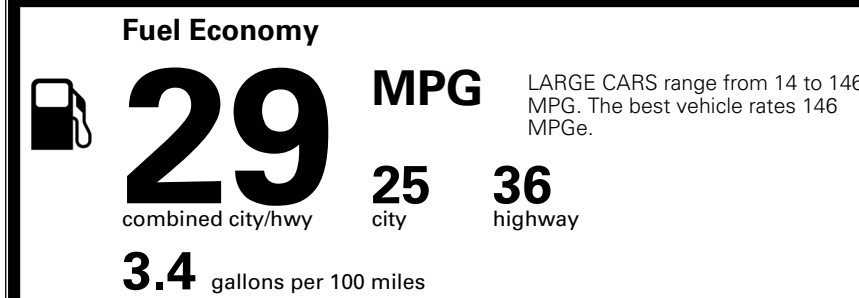 Fuel Economy
29 MPG
LARGE CARS range from 14 to 146
MPG. The best vehicle rates 146
MPGe.
combined city/hwy
25 36
city highway
3.4 gallons per 100 miles